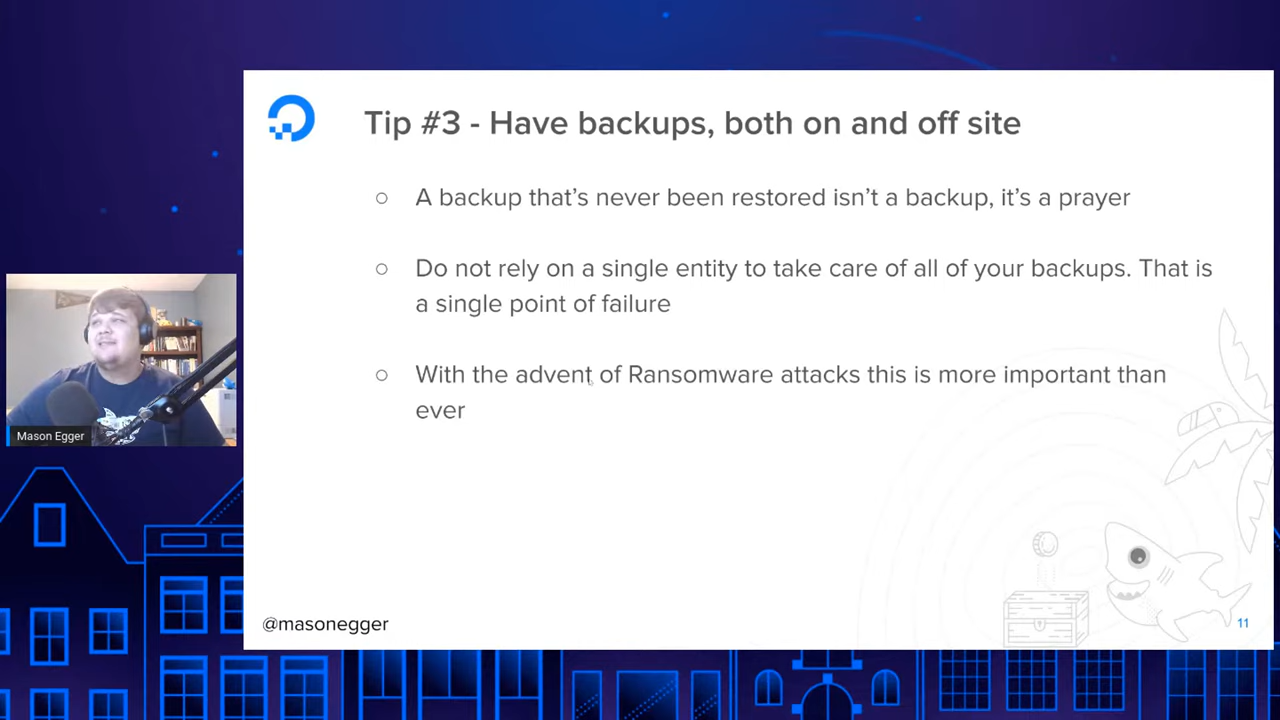 Tip #3 - Have backups, both on and off site
○ A backup that’s never been restored isn’t a backup, it’s a prayer
○ Do not rely on a single entity to take care of all of your backups. That is
a single point of failure
○ With the advent of Ransomware attacks this is more important than
ever
Mason Egger
@masonegger
11